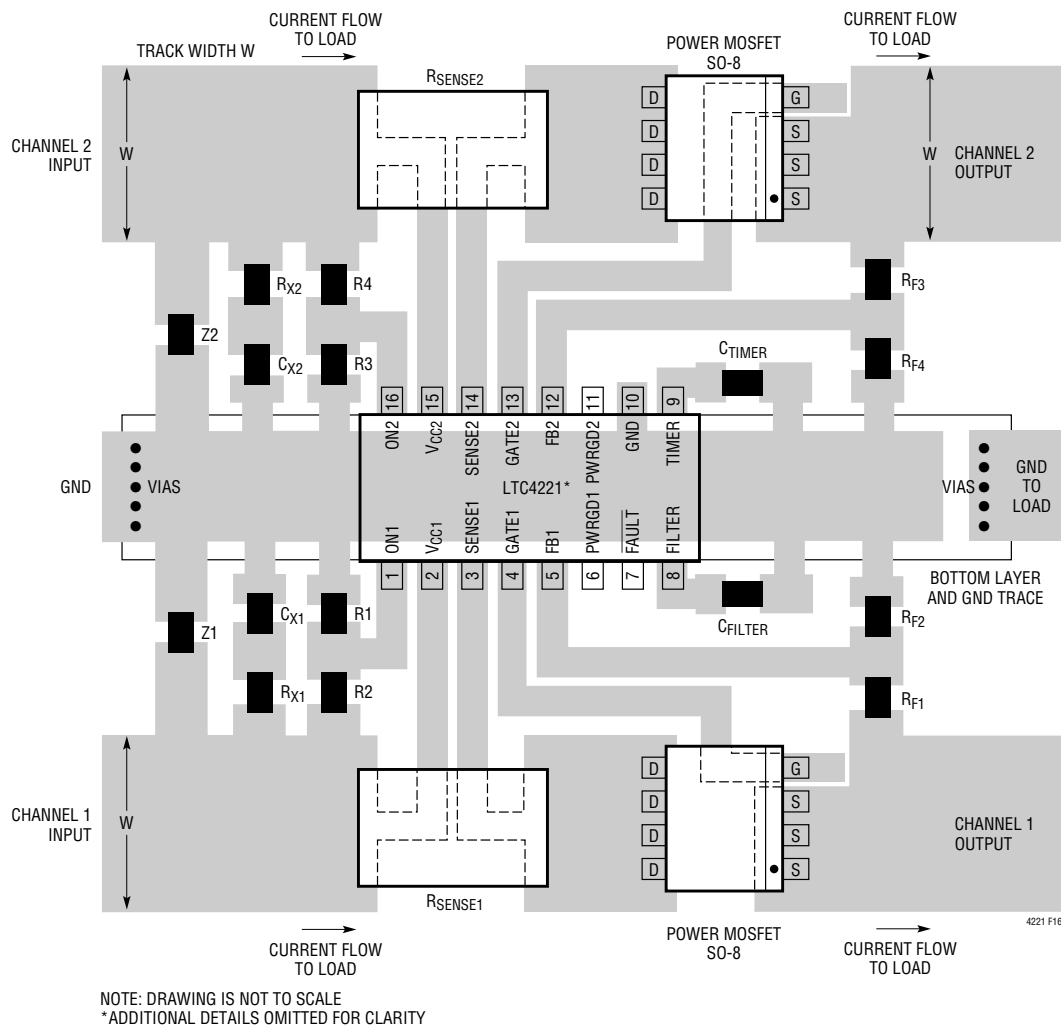 CURRENT FLOW
TO LOAD
CURRENT FLOW
TO LOAD
TRACK WIDTH W
POWER MOSFET
SO-8
RSENSE2
D
D
D
D
G
S
S
S
CHANNEL 2
INPUT
W
W
CHANNEL 2
OUTPUT
RX2
R4
RF3
Z2
CX2
R3
CTIMER
RF4
16
15
14
13
12
11
10
9
ON2
VCC2
SENSE2
GATE2
FB2
PWRGD2
GND
TIMER
GND
VIAS
LTC4221*
VIAS
GND
TO
LOAD
ON1
VCC1
SENSE1
GATE1
FB1
PWRGD1
FAULT
FILTER
1
2
3
4
5
6
7
8
BOTTOM LAYER
AND GND TRACE
CX1
R1
CFILTER
RF2
Z1
RX1
R2
RF1
D
D
D
D
G
S
S
S
CHANNEL 1
INPUT
W
CHANNEL 1
OUTPUT
RSENSE1
4221 F16
POWER MOSFET
SO-8
CURRENT FLOW
TO LOAD
CURRENT FLOW
TO LOAD
NOTE: DRAWING IS NOT TO SCALE
*ADDITIONAL DETAILS OMITTED FOR CLARITY